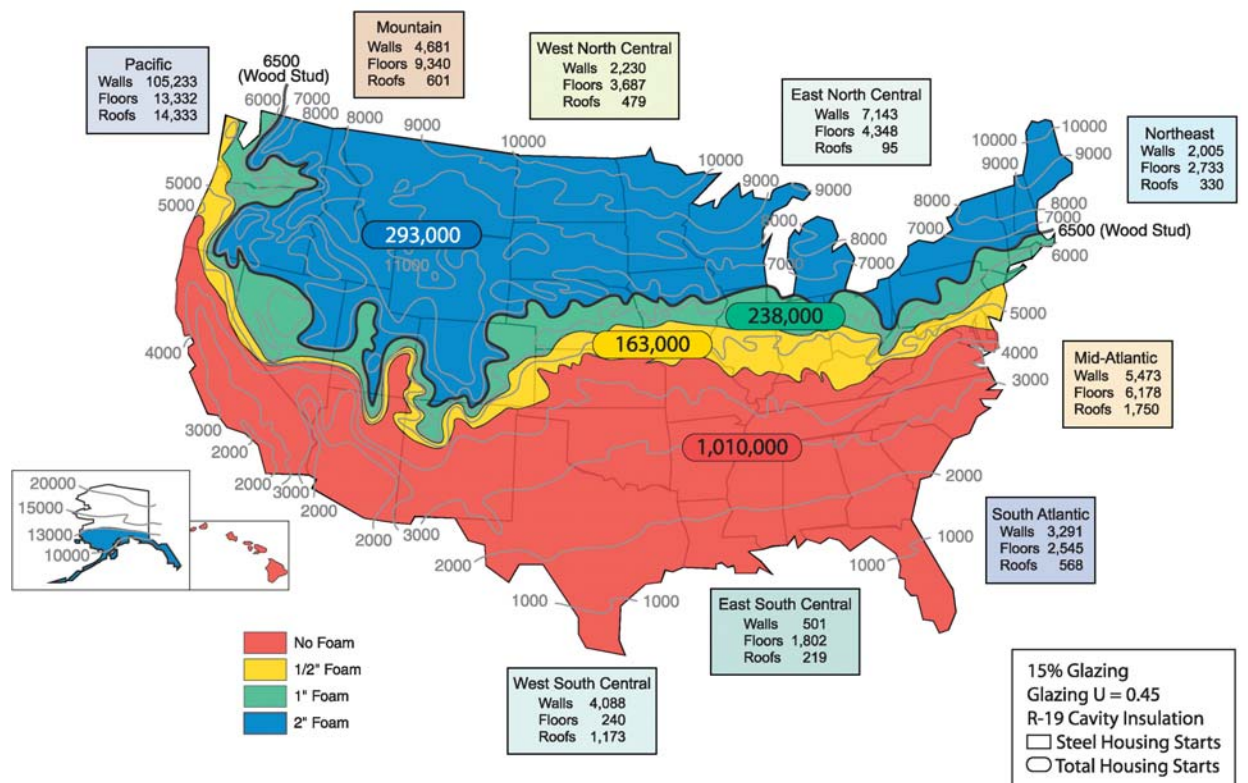 Mountain
Walls 4,681
Floors 9,340
Roofs 601
West North Central
Walls 2,230
Floors 3,687
Roofs 479
Pacific
Walls 105,233
Floors 13,332
Roofs 14,333
6500
(Wood Stud)
East North Central
Walls 7,143
Floors 4,348
Roofs 95
Northeast
Walls 2,005
Floors 2,733
Roofs 330
6000
7000
8000
8000
9000
10000
10000
9000
9000
8000
8000
7000
7000
10000
10000
9000
9000
8000
7000
8000
7000
6500 (Wood Stud)
6000
5000
5000
293,000
11000
238,000
163,000
5000
4000
3000
4000
Mid-Atlantic
Walls 5,473
Floors 6,178
Roofs 1,750
1,010,000
3000
2000
2000
3000
2000
2000
3000
2000
2000
1000
1000
1000
1000
20000
15000
13000
10000
South Atlantic
Walls 3,291
Floors 2,545
Roofs 568
East South Central
Walls 501
Floors 1,802
Roofs 219
No Foam
1/2" Foam
1" Foam
2" Foam
West South Central
Walls 4,088
Floors 240
Roofs 1,173
15% Glazing
Glazing U = 0.45
R-19 Cavity Insulation
Steel Housing Starts
Total Housing Starts